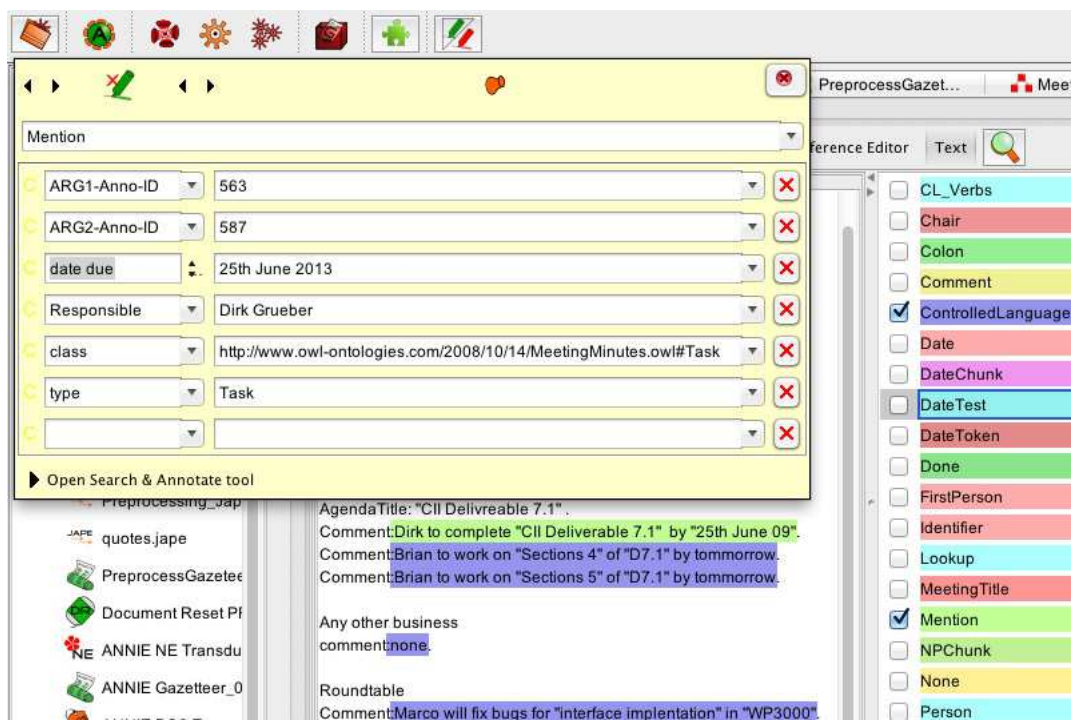 PreprocessGazet...
Mee
Mention
ference Editor
Text
ARG1-Anno-ID
563
ARG2-Anno-ID
587
date due
25th June 2013
Responsible
Dirk Grueber
class
http://www.owl-ontologies.com/2008/10/14/MeetingMinutes.owl#Task
type
Task
Open Search & Annotate tool
CL_Verbs
Chair
Colon
Comment
ControlledLanguage
Date
DateChunk
DateTest
DateToken
Done
FirstPerson
Identifier
Lookup
MeetingTitle
Mention
NPChunk
None
Person
Preprocessing_Jap
JAPE quotes.jape
PreprocessGazetee
Document Reset PF
NE ANNIE NE Transdu
ANNIE Gazetteer_0
AgendaTitle: "CII Delivreable 7.1" .
Comment:Dirk to complete "CII Deliverable 7.1" by "25th June 09".
Comment:Brian to work on "Sections 4" of "D7.1" by tommorrow.
Comment:Brian to work on "Sections 5" of "D7.1" by tommorrow.
Any other business
comment:none.
Roundtable
Comment:Marco will fix bugs for "interface implentation" in "WP3000".